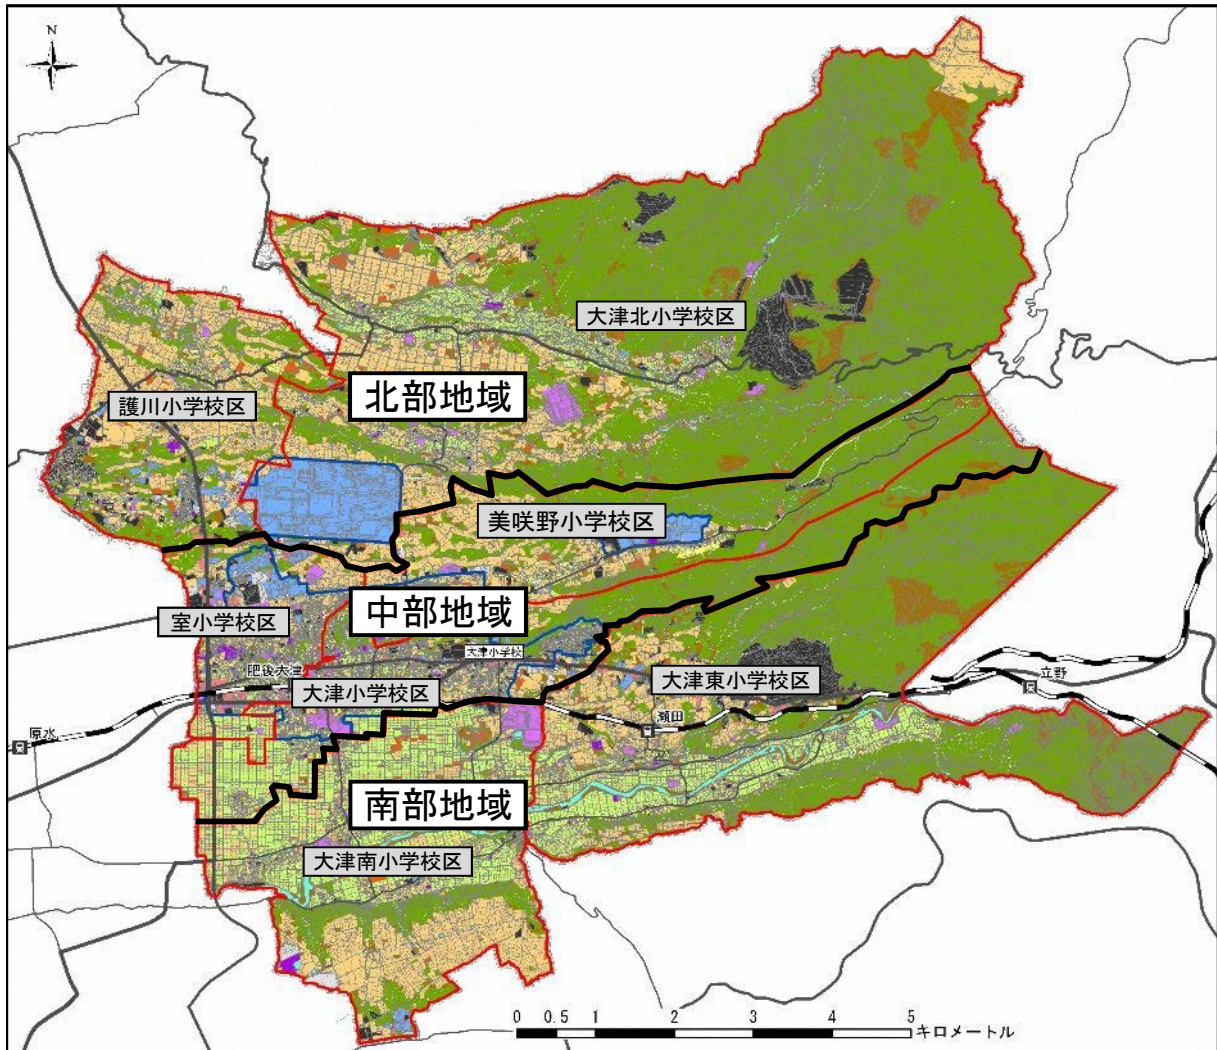 N
大津北小学校区
北部地域
護川小学校区
美咲野小学校区
中部地域
室小学校区
大津小学校
肥後大津
大津東小学校区
大津小学校区
立野
瀬田
原水
南部地域
大津南小学校区
0 0.5 1 2 3 4 5
キロメートル